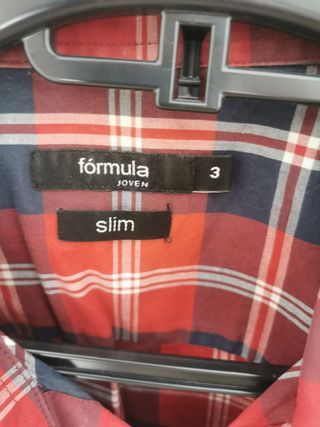 fórmula
JOVEN
3
slim